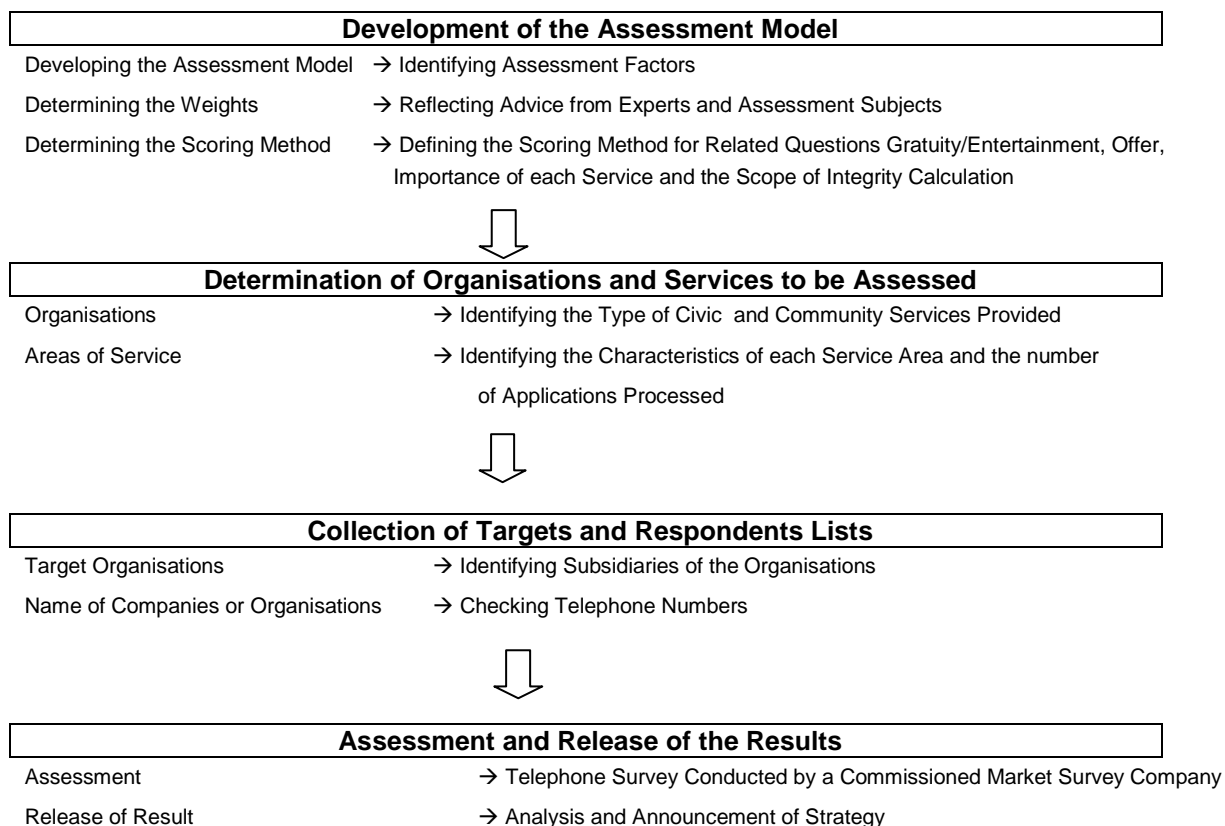 Development of the Assessment Model
Developing the Assessment Model → Identifying Assessment Factors
Determining the Weights → Reflecting Advice from Experts and Assessment Subjects
Determining the Scoring Method → Defining the Scoring Method for Related Questions Gratuity/Entertainment, Offer,
Importance of each Service and the Scope of Integrity Calculation
Determination of Organisations and Services to be Assessed
Organisations → Identifying the Type of Civic and Community Services Provided
Areas of Service → Identifying the Characteristics of each Service Area and the number
of Applications Processed
Collection of Targets and Respondents Lists
Target Organisations → Identifying Subsidiaries of the Organisations
Name of Companies or Organisations → Checking Telephone Numbers
Assessment and Release of the Results
Assessment → Telephone Survey Conducted by a Commissioned Market Survey Company
Release of Result → Analysis and Announcement of Strategy